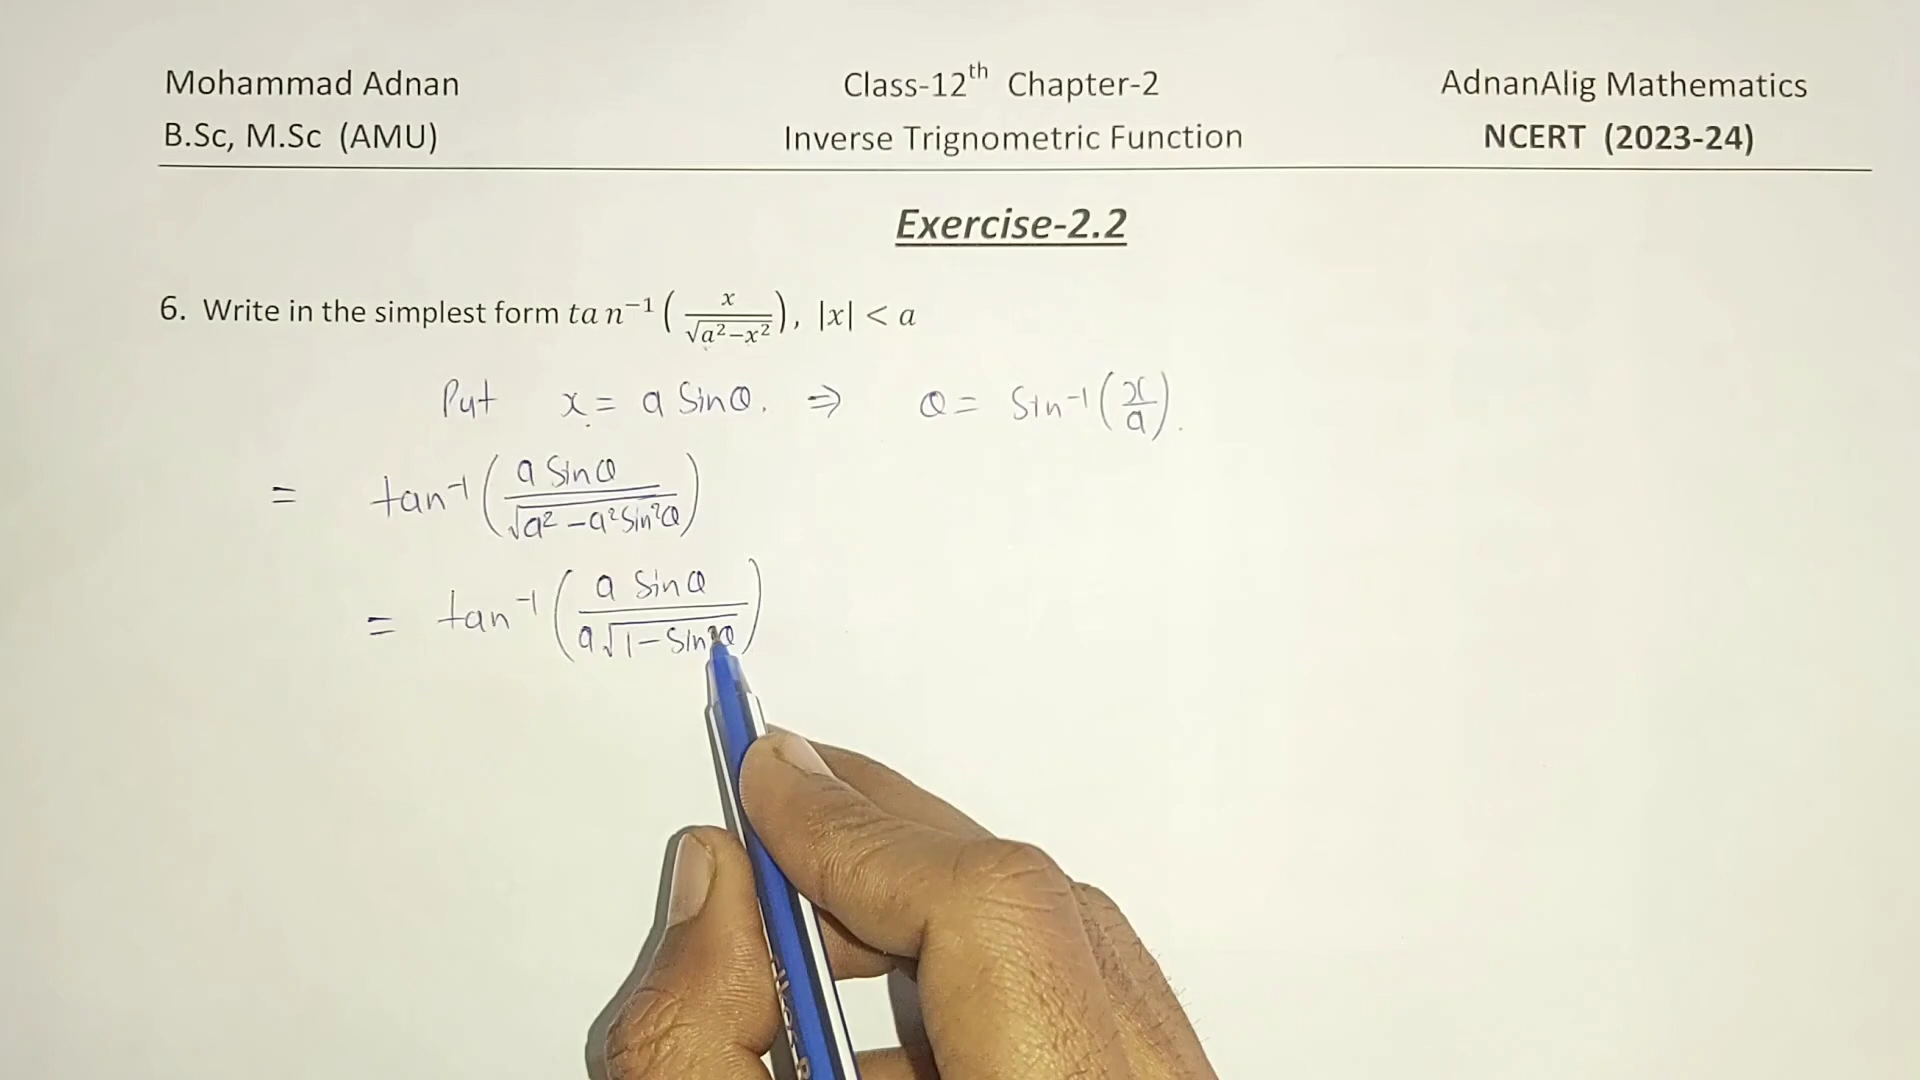 Mohammad Adnan
B.Sc, M.Sc (AMU)
Class-12th Chapter-2
Inverse Trignometric Function
AdnanAlig Mathematics
NCERT (2023-24)
Exercise-2.2
6. Write in the simplest form tan⁻¹(x/√(a²−x²)), |x| < a
Put x = a Sinθ. ⇒ θ = Sin⁻¹(x/a).
= tan⁻¹(a Sinθ/√(a² − a²Sin²θ))
= tan⁻¹(a Sinθ/a√(1 − Sin²θ))